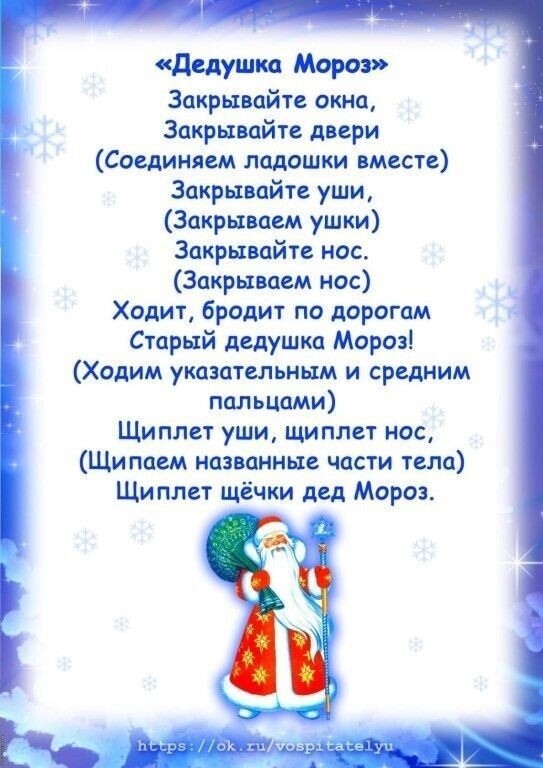 «Дедушка Мороз»
Закрывайте окна,
Закрывайте двери
(Соединяем ладошки вместе)
Закрывайте уши,
(Закрываем ушки)
Закрывайте нос.
(Закрываем нос)
Ходит, бродит по дорогам
Старый дедушка Мороз!
(Ходим указательным и средним
пальцами)
Щиплет уши, щиплет нос,
(Щипаем названные части тела)
Щиплет щёчки дед Мороз.
https://ok.ru/vospitatelyu